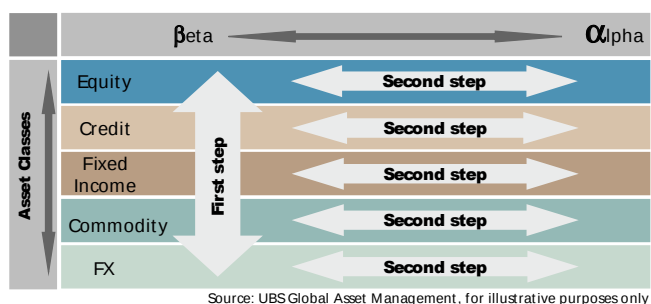 βeta αlpha
Asset Classes
First step
Equity Second step
Credit Second step
Fixed
Income Second step
Commodity Second step
FX Second step
Source: UBS Global Asset Management, for illustrative purposes only